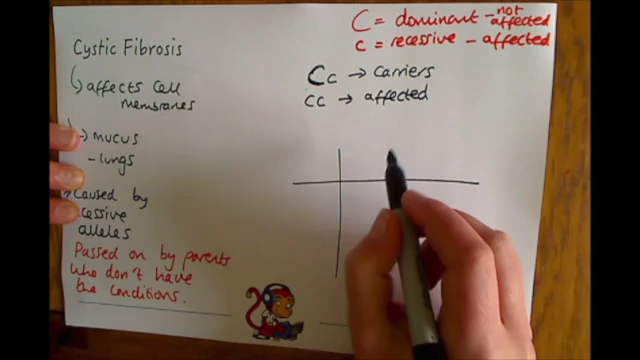 Cystic Fibrosis
affects cell
membranes
mucus
- lungs
Caused by
cessive
alleles
Passed on by parents
who don't have
the conditions.
C = dominant - not
affected
c = recessive - affected
Cc → carriers
cc → affected